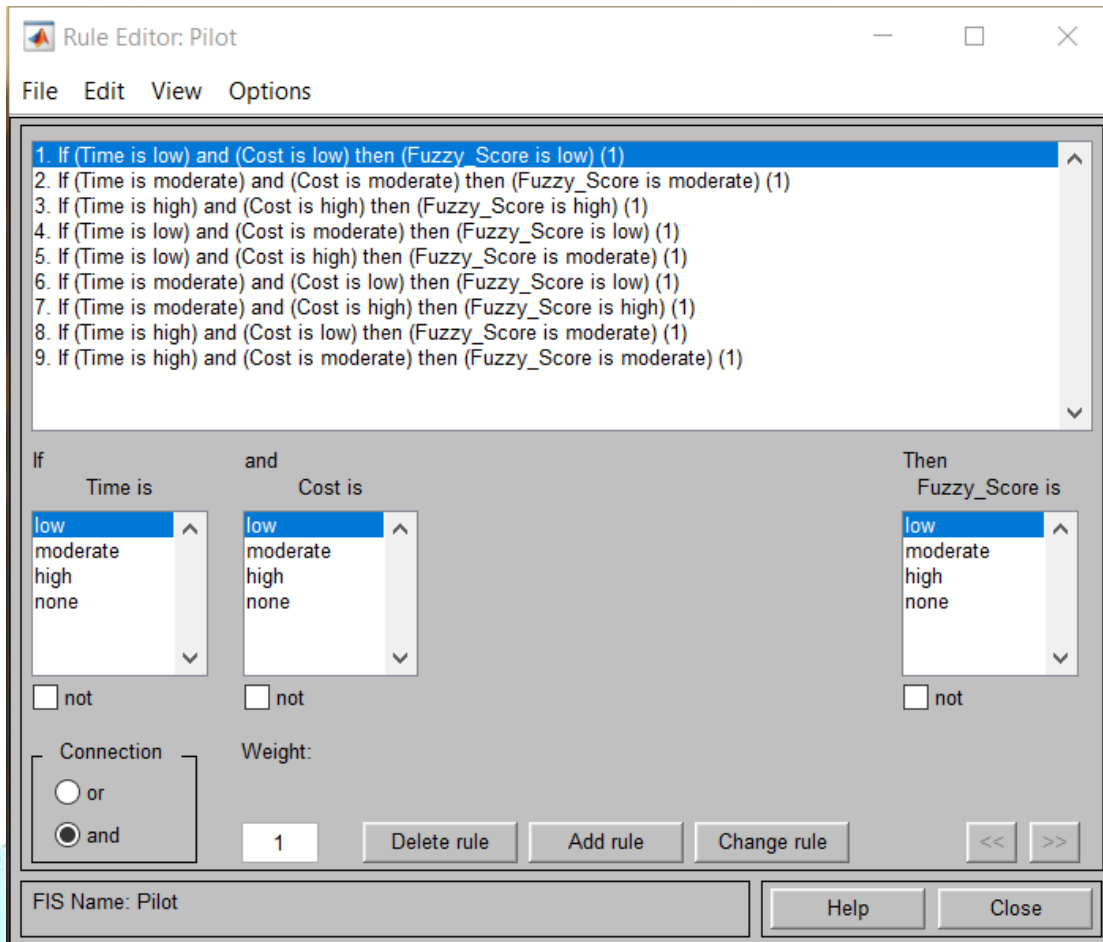 Rule Editor: Pilot
File Edit View Options
1. If (Time is low) and (Cost is low) then (Fuzzy_Score is low) (1)
2. If (Time is moderate) and (Cost is moderate) then (Fuzzy_Score is moderate) (1)
3. If (Time is high) and (Cost is high) then (Fuzzy_Score is high) (1)
4. If (Time is low) and (Cost is moderate) then (Fuzzy_Score is low) (1)
5. If (Time is low) and (Cost is high) then (Fuzzy_Score is moderate) (1)
6. If (Time is moderate) and (Cost is low) then (Fuzzy_Score is low) (1)
7. If (Time is moderate) and (Cost is high) then (Fuzzy_Score is high) (1)
8. If (Time is high) and (Cost is low) then (Fuzzy_Score is moderate) (1)
9. If (Time is high) and (Cost is moderate) then (Fuzzy_Score is moderate) (1)
If and Then
Time is Cost is Fuzzy_Score is
low low low
moderate moderate moderate
high high high
none none none
not not not
Connection Weight:
or
and 1 Delete rule Add rule Change rule << >>
FIS Name: Pilot Help Close